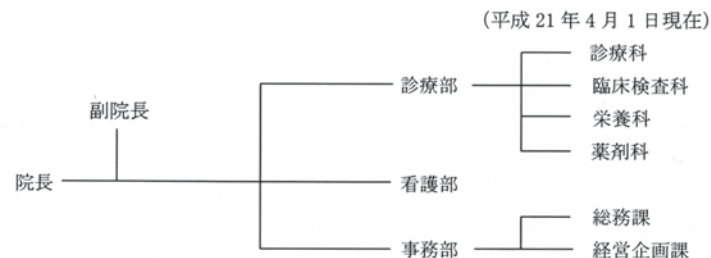 (平成 21 年 4 月 1 日現在)
診療科
診療部
臨床検査科
副院長
栄養科
薬剤科
院長
看護部
総務課
事務部
経営企画課